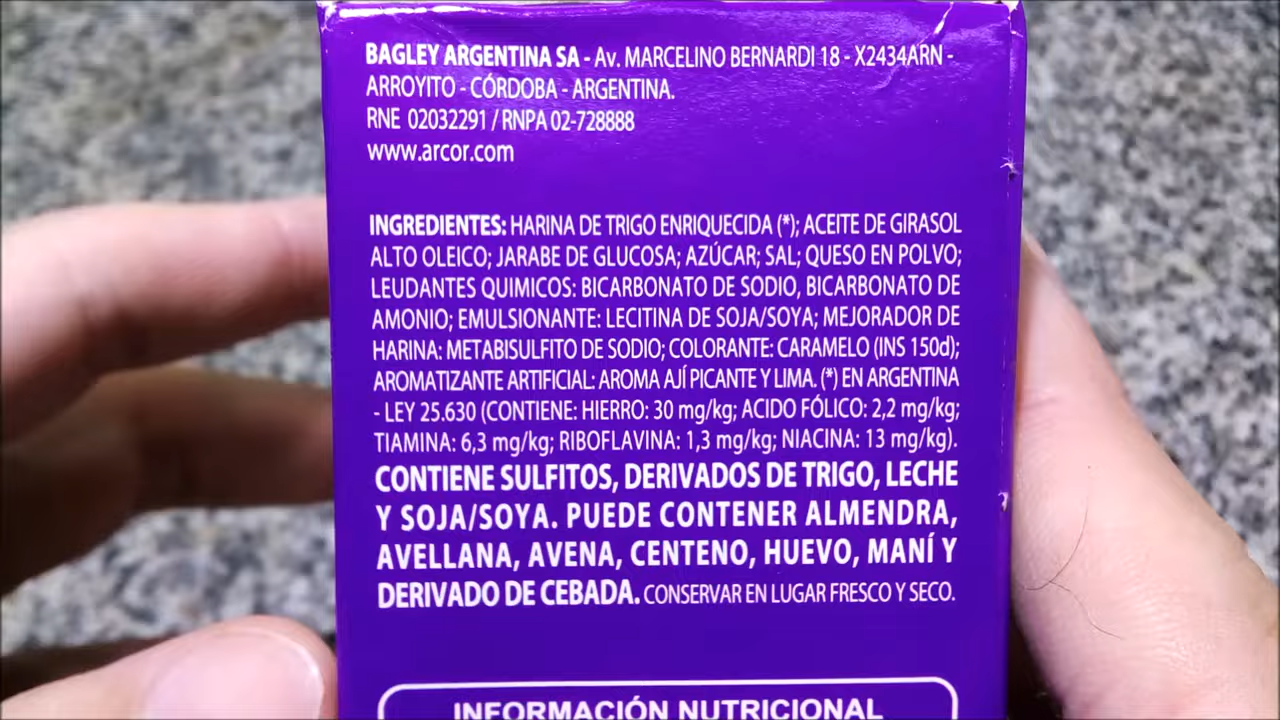 BAGLEY ARGENTINA SA - Av. MARCELINO BERNARDI 18 - X2434ARN -
ARROYITO - CÓRDOBA - ARGENTINA.
RNE 02032291 / RNPA 02-728888
www.arcor.com
INGREDIENTES: HARINA DE TRIGO ENRIQUECIDA (*); ACEITE DE GIRASOL
ALTO OLEICO; JARABE DE GLUCOSA; AZÚCAR; SAL; QUESO EN POLVO;
LEUDANTES QUIMICOS: BICARBONATO DE SODIO, BICARBONATO DE
AMONIO; EMULSIONANTE: LECITINA DE SOJA/SOYA; MEJORADOR DE
HARINA: METABISULFITO DE SODIO; COLORANTE: CARAMELO (INS 150d);
AROMATIZANTE ARTIFICIAL: AROMA AJÍ PICANTE Y LIMA. (*) EN ARGENTINA
- LEY 25.630 (CONTIENE: HIERRO: 30 mg/kg; ACIDO FÓLICO: 2,2 mg/kg;
TIAMINA: 6,3 mg/kg; RIBOFLAVINA: 1,3 mg/kg; NIACINA: 13 mg/kg).
CONTIENE SULFITOS, DERIVADOS DE TRIGO, LECHE
Y SOJA/SOYA. PUEDE CONTENER ALMENDRA,
AVELLANA, AVENA, CENTENO, HUEVO, MANÍ Y
DERIVADO DE CEBADA. CONSERVAR EN LUGAR FRESCO Y SECO.
INFORMACIÓN NUTRICIONAL